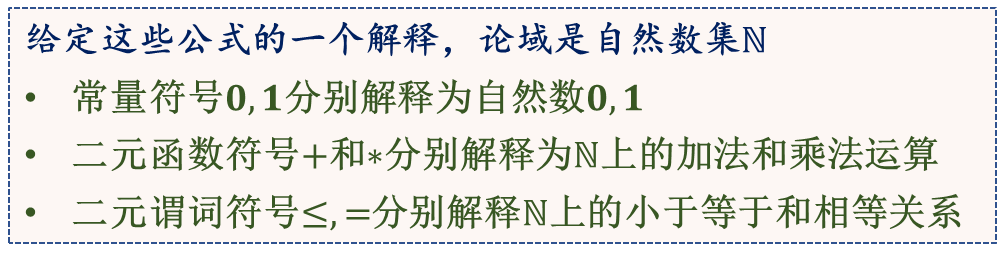 给定这些公式的一个解释，论域是自然数集ℕ
• 常量符号0,1分别解释为自然数0,1
• 二元函数符号+和*分别解释为ℕ上的加法和乘法运算
• 二元谓词符号≤,=分别解释ℕ上的小于等于和相等关系